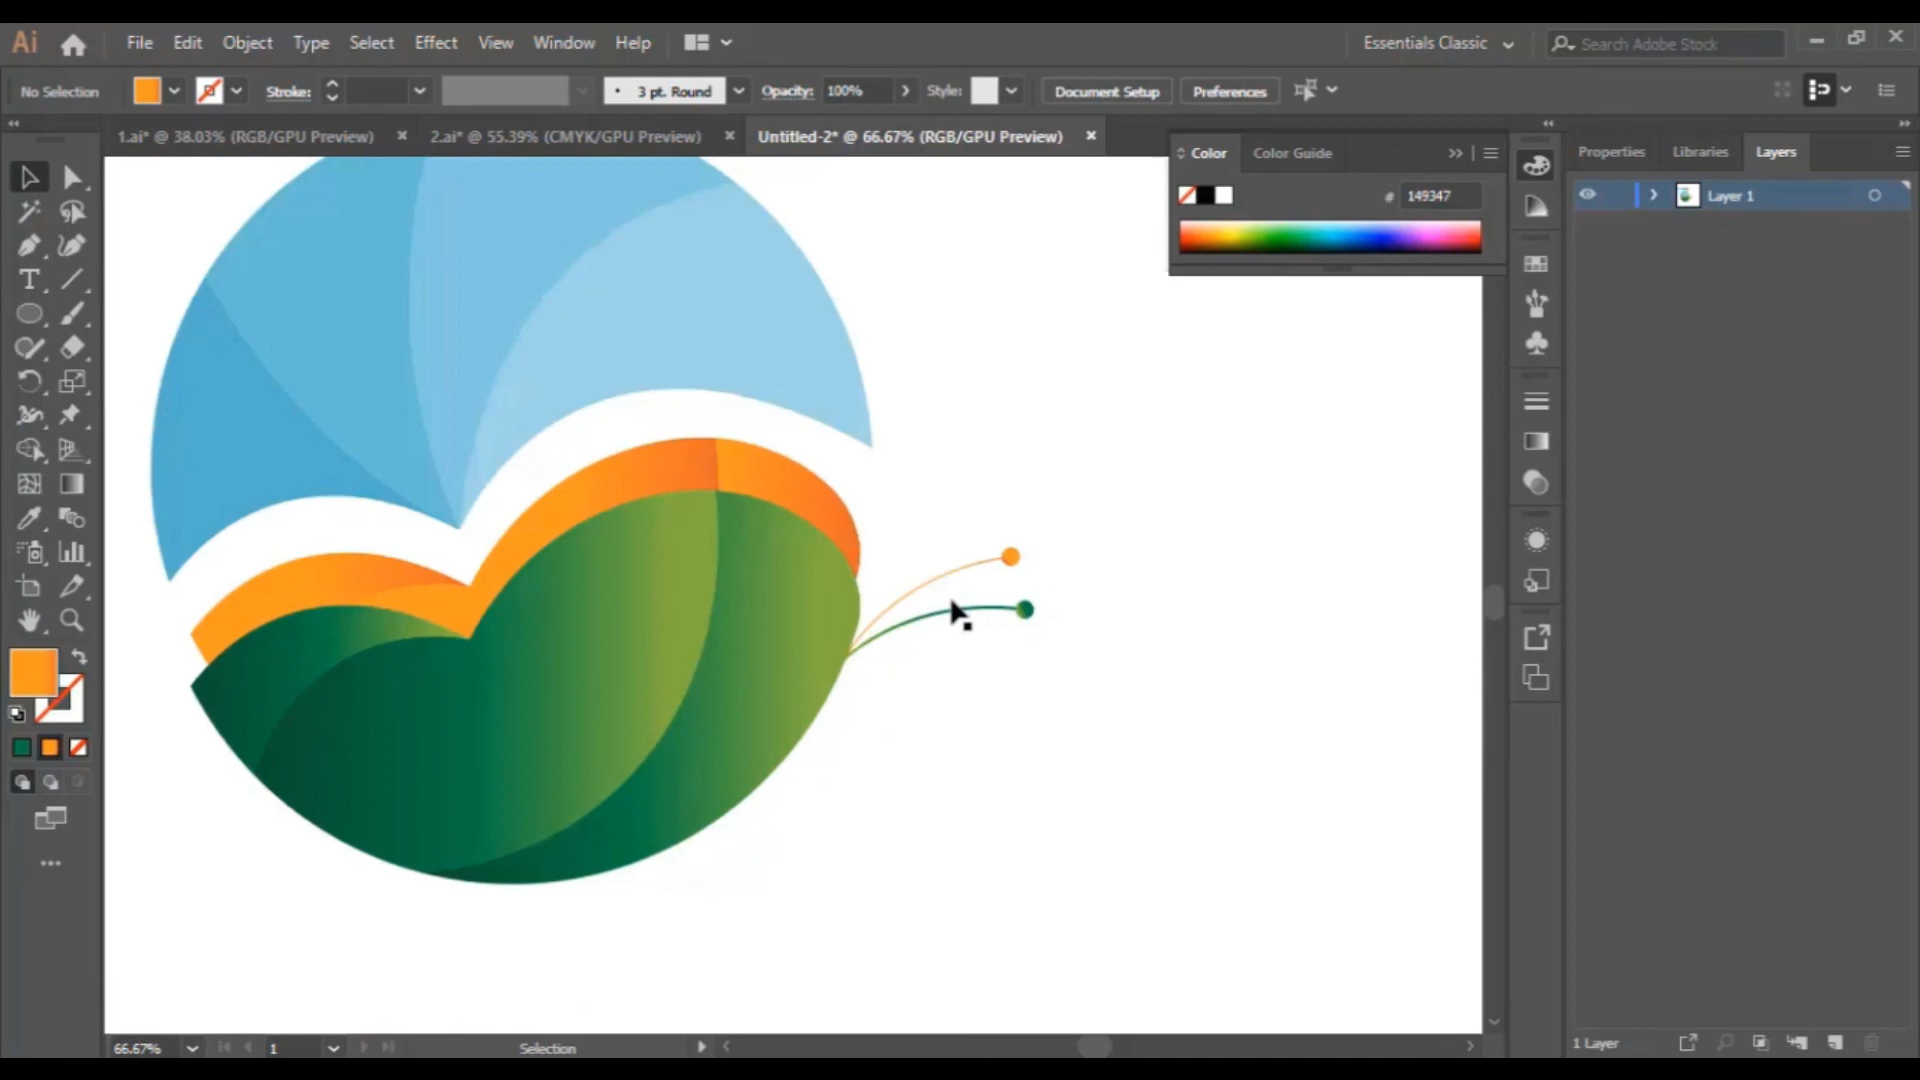 Ai File Edit Object Type Select Effect View Window Help Essentials Classic Search Adobe Stock
No Selection Stroke: 3 pt. Round Opacity: 100% Style: Document Setup Preferences
1.ai* @ 38.03% (RGB/GPU Preview) 2.ai* @ 55.39% (CMYK/GPU Preview) Untitled-2* @ 66.67% (RGB/GPU Preview)
Color Color Guide Properties Libraries Layers
# 149347 Layer 1
66.67% 1 Selection 1 Layer